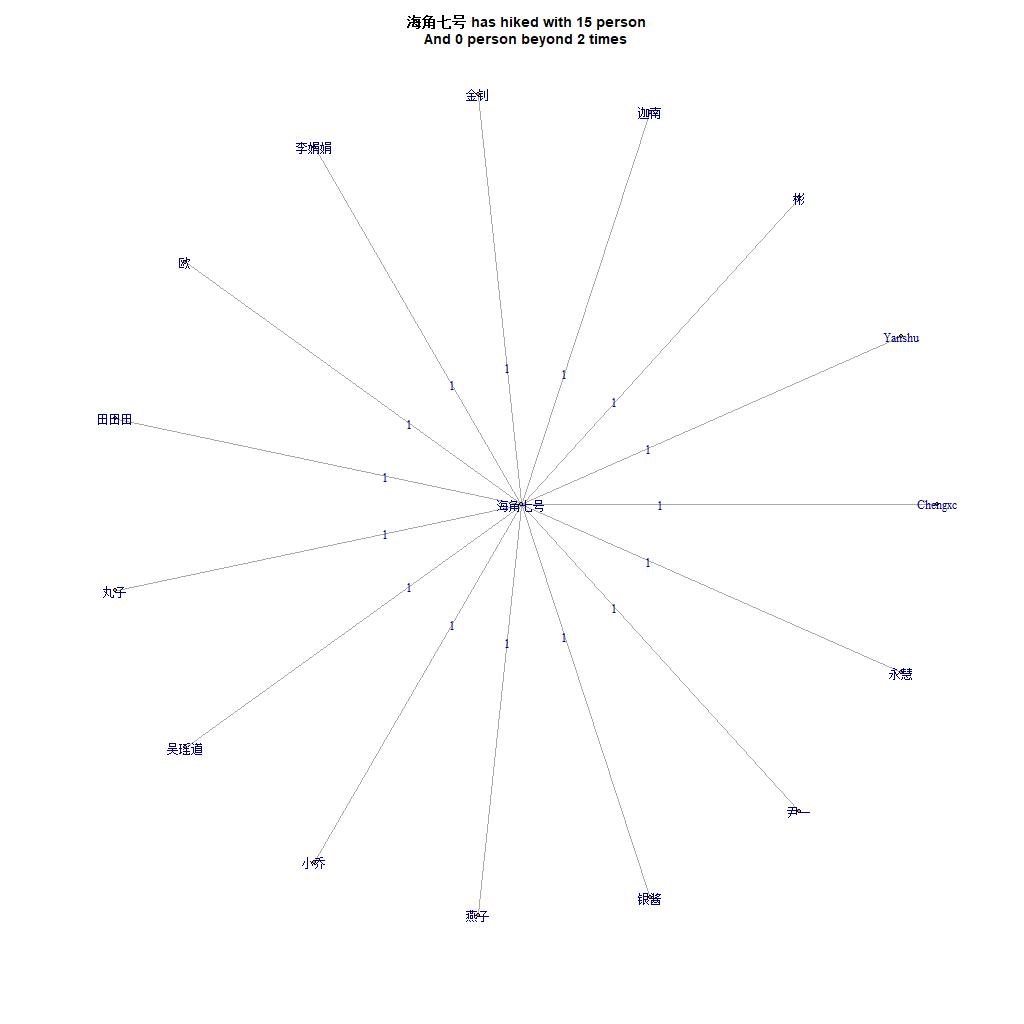 海角七号 has hiked with 15 person
And 0 person beyond 2 times
金钊
迦南
李娟娟
彬
欧
Yanshu
1
1
1
1
1
田田田
1
1
1
海角七号
Chengxc
1
1
1
丸子
1
1
1
1
1
永慧
吴瑶道
尹一
小乔
银酱
燕子